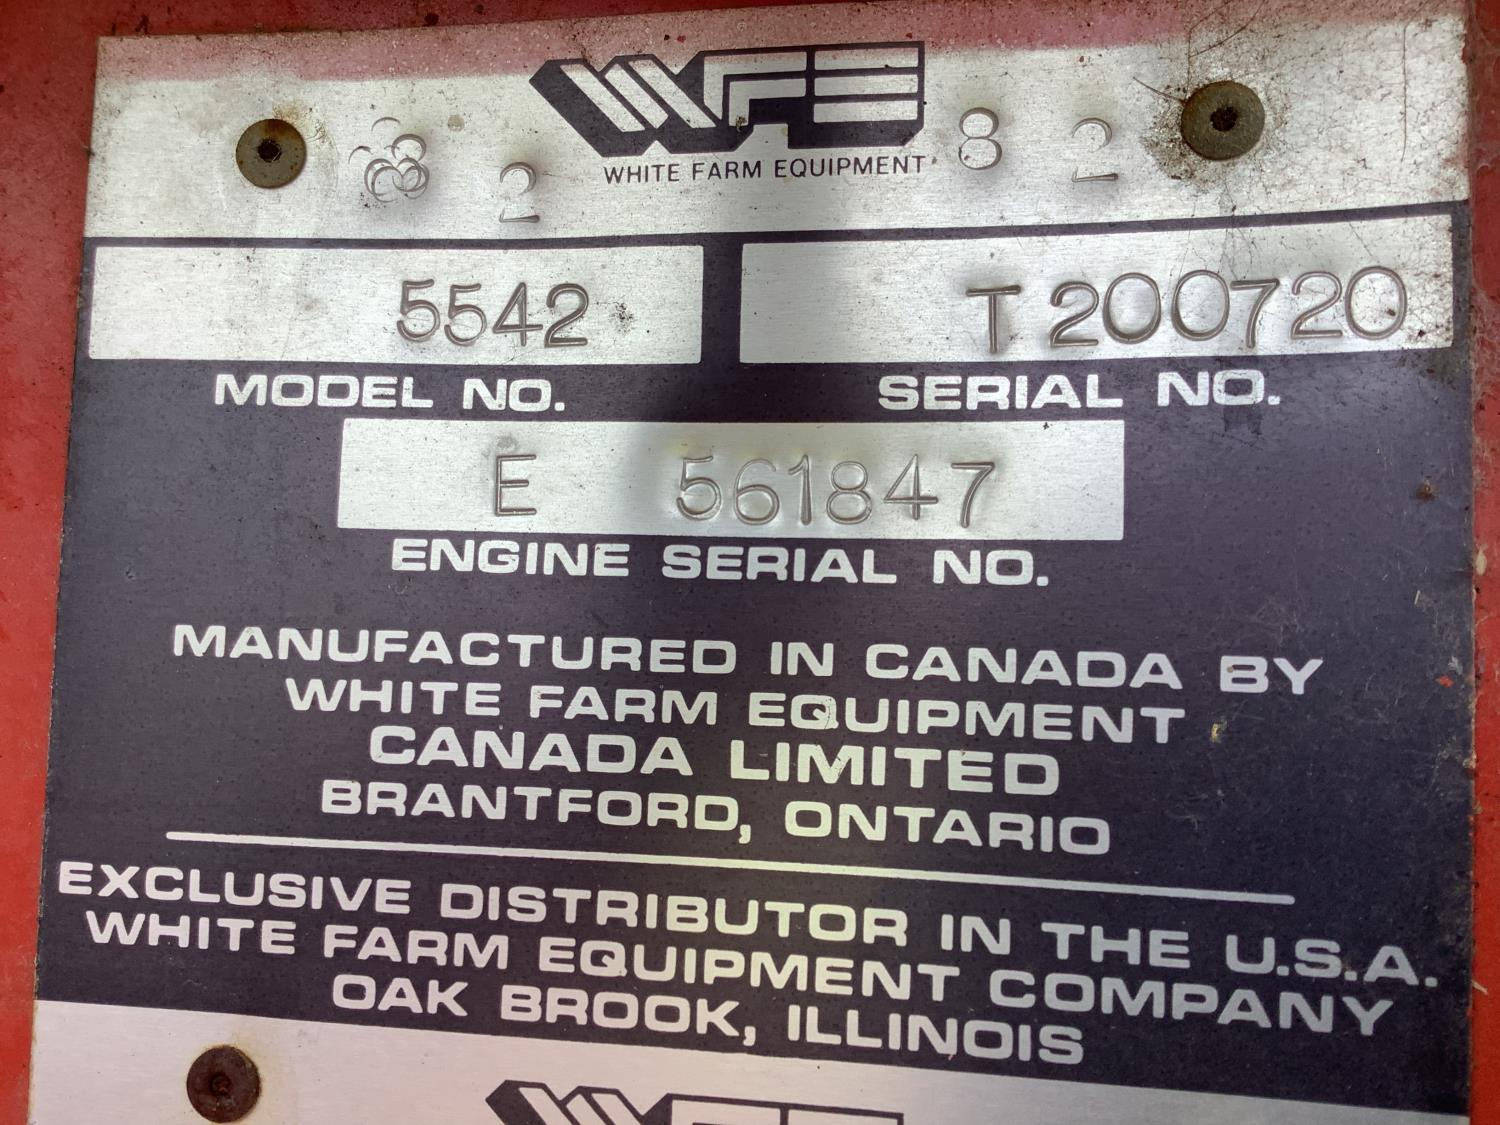 WFE
WHITE FARM EQUIPMENT
8 2 8 2
5542 T200720
MODEL NO. SERIAL NO.
E 561847
ENGINE SERIAL NO.
MANUFACTURED IN CANADA BY
WHITE FARM EQUIPMENT
CANADA LIMITED
BRANTFORD, ONTARIO
EXCLUSIVE DISTRIBUTOR IN THE U.S.A.
WHITE FARM EQUIPMENT COMPANY
OAK BROOK, ILLINOIS